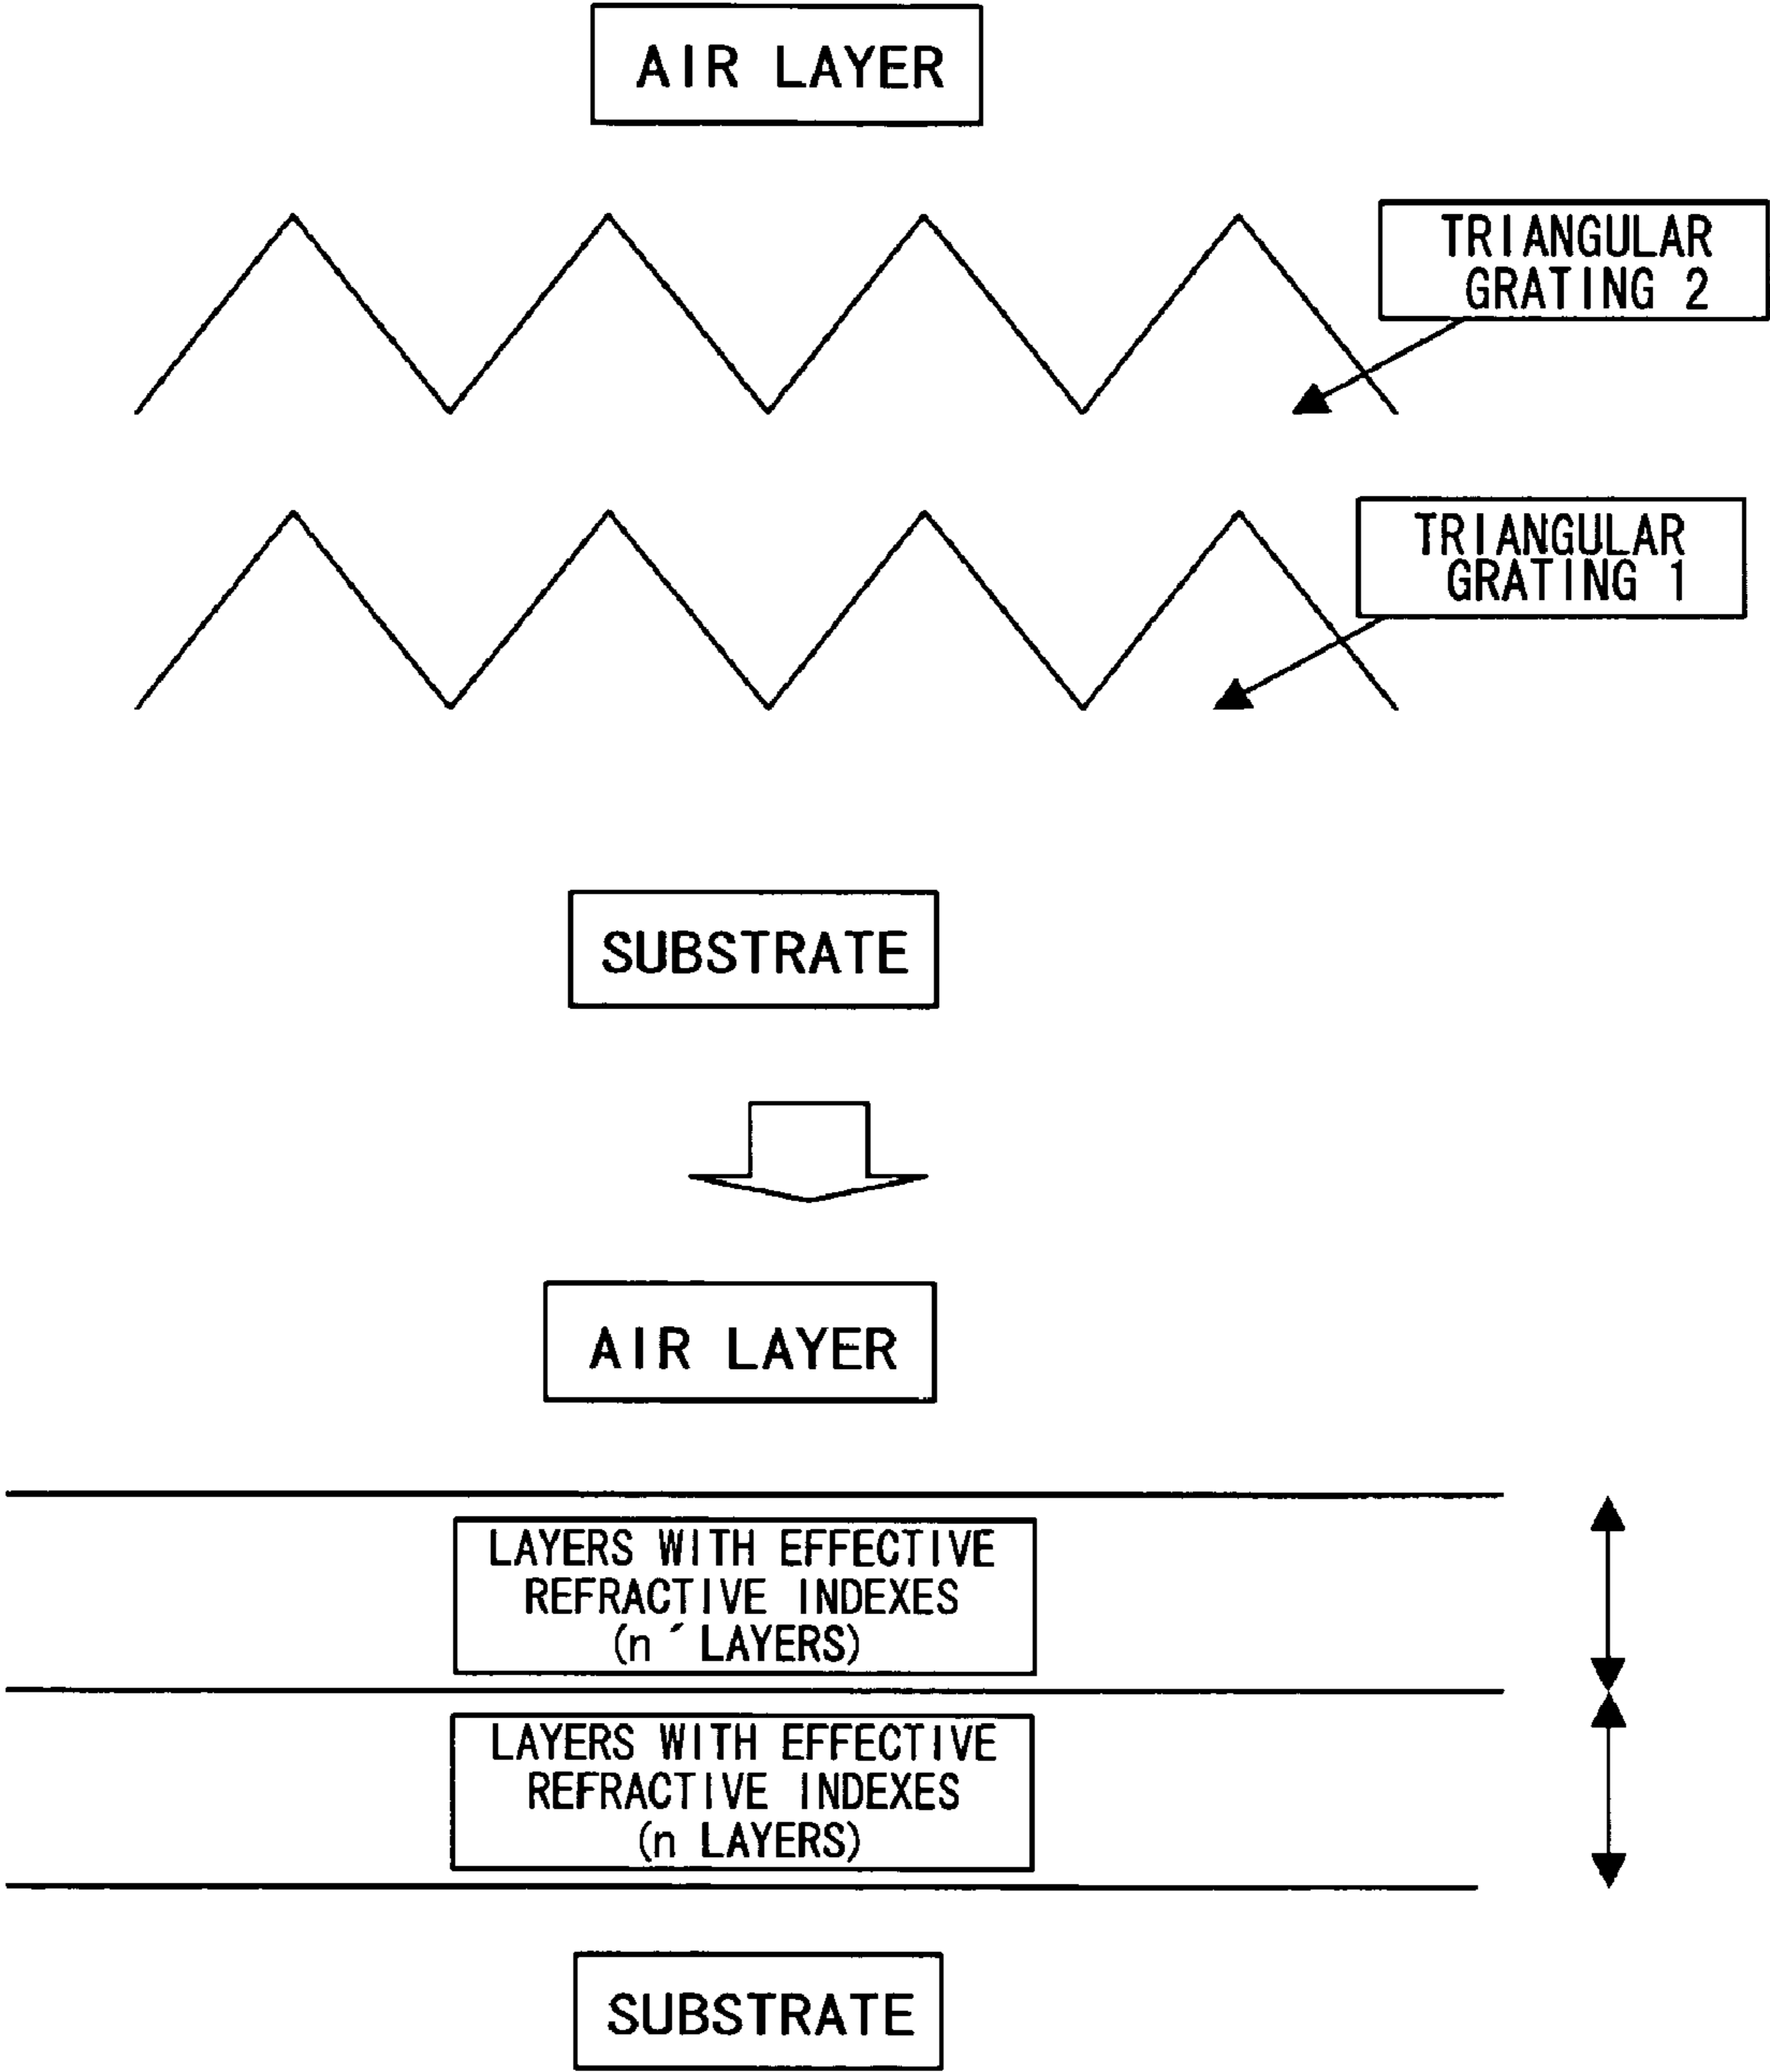 AIR LAYER
TRIANGULAR
GRATING 2
TRIANGULAR
GRATING 1
SUBSTRATE
AIR LAYER
LAYERS WITH EFFECTIVE
REFRACTIVE INDEXES
(n´ LAYERS)
LAYERS WITH EFFECTIVE
REFRACTIVE INDEXES
(n LAYERS)
SUBSTRATE